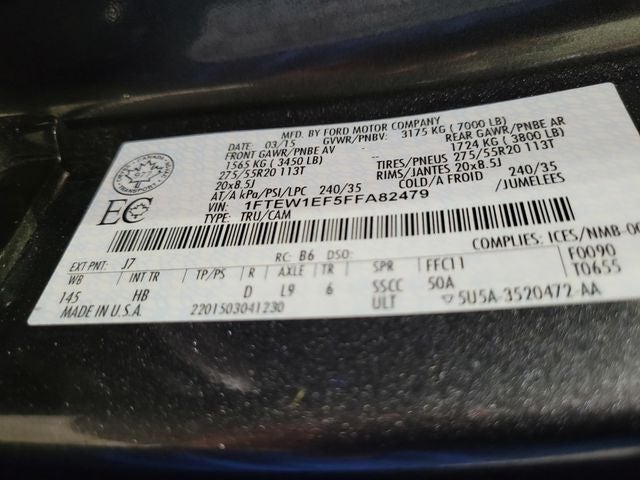 MFD. BY FORD MOTOR COMPANY
DATE: 03/15 GVWR/PNBV: 3175 KG ( 7000 LB)
FRONT GAWR/PNBE AV REAR GAWR/PNBE AR
1565 KG ( 3450 LB) 1724 KG ( 3800 LB)
275/55R20 113T TIRES/PNEUS 275/55R20 113T
20x8.5J RIMS/JANTES 20x8.5J
AT/A kPa/PSI/LPC 240/35 COLD/A FROID 240/35
VIN: 1FTEW1EF5FFA82479 /JUMELEES
TYPE: TRU/CAM
EC
CANADA
TRANSPORT
COMPLIES: ICES/NMB-00
EXT PNT: J7 RC: B6 DSO: F0090
WB INT TR TP/PS R AXLE TR SPR FFC11 T0655
145 HB D L9 6 SSCC 50A
MADE IN U.S.A. 2201503041230 ULT 5U5A-3520472-AA